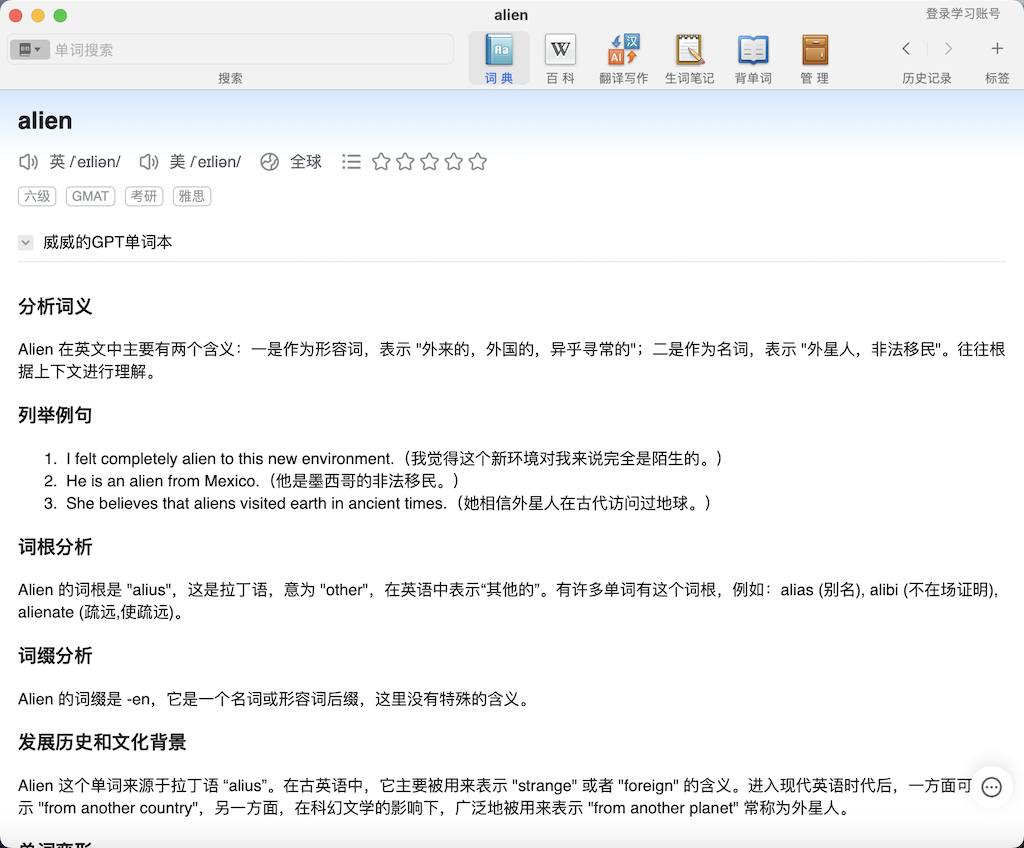 alien
登录学习账号
en
单词搜索
搜索
Aa
词 典
W
百 科
汉
AI
翻译写作
生词笔记
背单词
管 理
历史记录
标签
alien
英 /ˈeɪliən/ 美 /ˈeɪliən/ 全球
六级 GMAT 考研 雅思
威威的GPT单词本
分析词义
Alien 在英文中主要有两个含义：一是作为形容词，表示 "外来的，外国的，异乎寻常的"；二是作为名词，表示 "外星人，非法移民"。往往根
据上下文进行理解。
列举例句
1. I felt completely alien to this new environment.（我觉得这个新环境对我来说完全是陌生的。）
2. He is an alien from Mexico.（他是墨西哥的非法移民。）
3. She believes that aliens visited earth in ancient times.（她相信外星人在古代访问过地球。）
词根分析
Alien 的词根是 "alius"，这是拉丁语，意为 "other"，在英语中表示“其他的”。有许多单词有这个词根，例如：alias (别名), alibi (不在场证明),
alienate (疏远,使疏远)。
词缀分析
Alien 的词缀是 -en，它是一个名词或形容词后缀，这里没有特殊的含义。
发展历史和文化背景
Alien 这个单词来源于拉丁语 “alius”。在古英语中，它主要被用来表示 "strange" 或者 "foreign" 的含义。进入现代英语时代后，一方面可
示 "from another country"，另一方面，在科幻文学的影响下，广泛地被用来表示 "from another planet" 常称为外星人。
单词变形